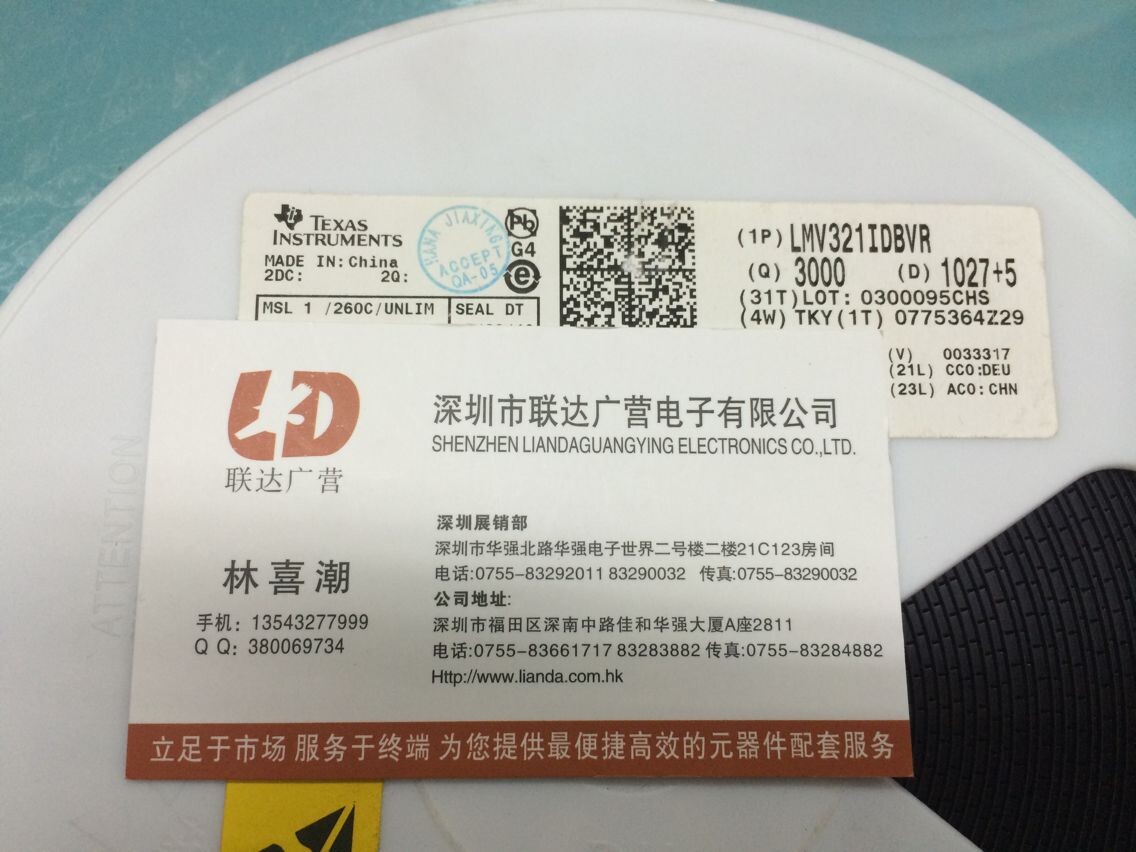 TEXAS
INSTRUMENTS
MADE IN: China
2DC: 2Q:
MSL 1 /260C/UNLIM SEAL DT
JIAXING
ACCEPT
QA-05
Pb
G4
e
(1P) LMV321IDBVR
(Q) 3000 (D) 1027+5
(31T) LOT: 0300095CHS
(4W) TKY (1T) 0775364Z29
(V) 0033317
(21L) CCO:DEU
(23L) ACO: CHN
ATTENTION
联达广营
深圳市联达广营电子有限公司
SHENZHEN LIANDAGUANGYING ELECTRONICS CO.,LTD.
林喜潮
手机: 13543277999
Q Q: 380069734
深圳展销部
深圳市华强北路华强电子世界二号楼二楼21C123房间
电话:0755-83292011 83290032 传真:0755-83290032
公司地址:
深圳市福田区深南中路佳和华强大厦A座2811
电话:0755-83661717 83283882 传真:0755-83284882
Http://www.lianda.com.hk
立足于市场 服务于终端 为您提供最便捷高效的元器件配套服务